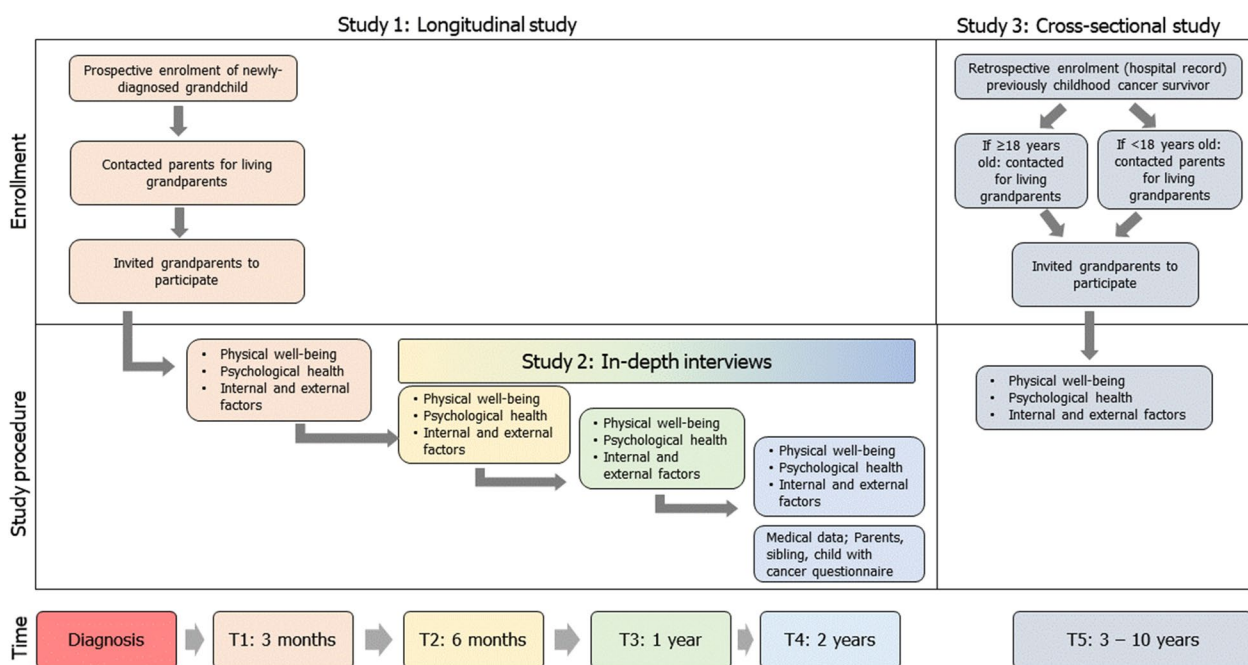 Study 1: Longitudinal study
Study 3: Cross-sectional study
Enrollment
Prospective enrolment of newly-
diagnosed grandchild
Contacted parents for living
grandparents
Invited grandparents to
participate
Retrospective enrolment (hospital record)
previously childhood cancer survivor
If ≥18 years
old: contacted
for living
grandparents
If <18 years old:
contacted parents
for living
grandparents
Invited grandparents to
participate
Study procedure
• Physical well-being
• Psychological health
• Internal and external
factors
Study 2: In-depth interviews
• Physical well-being
• Psychological health
• Internal and external
factors
• Physical well-being
• Psychological health
• Internal and
external factors
• Physical well-being
• Psychological health
• Internal and external
factors
Medical data; Parents,
sibling, child with
cancer questionnaire
• Physical well-being
• Psychological health
• Internal and external factors
Time
Diagnosis
T1: 3 months
T2: 6 months
T3: 1 year
T4: 2 years
T5: 3 – 10 years